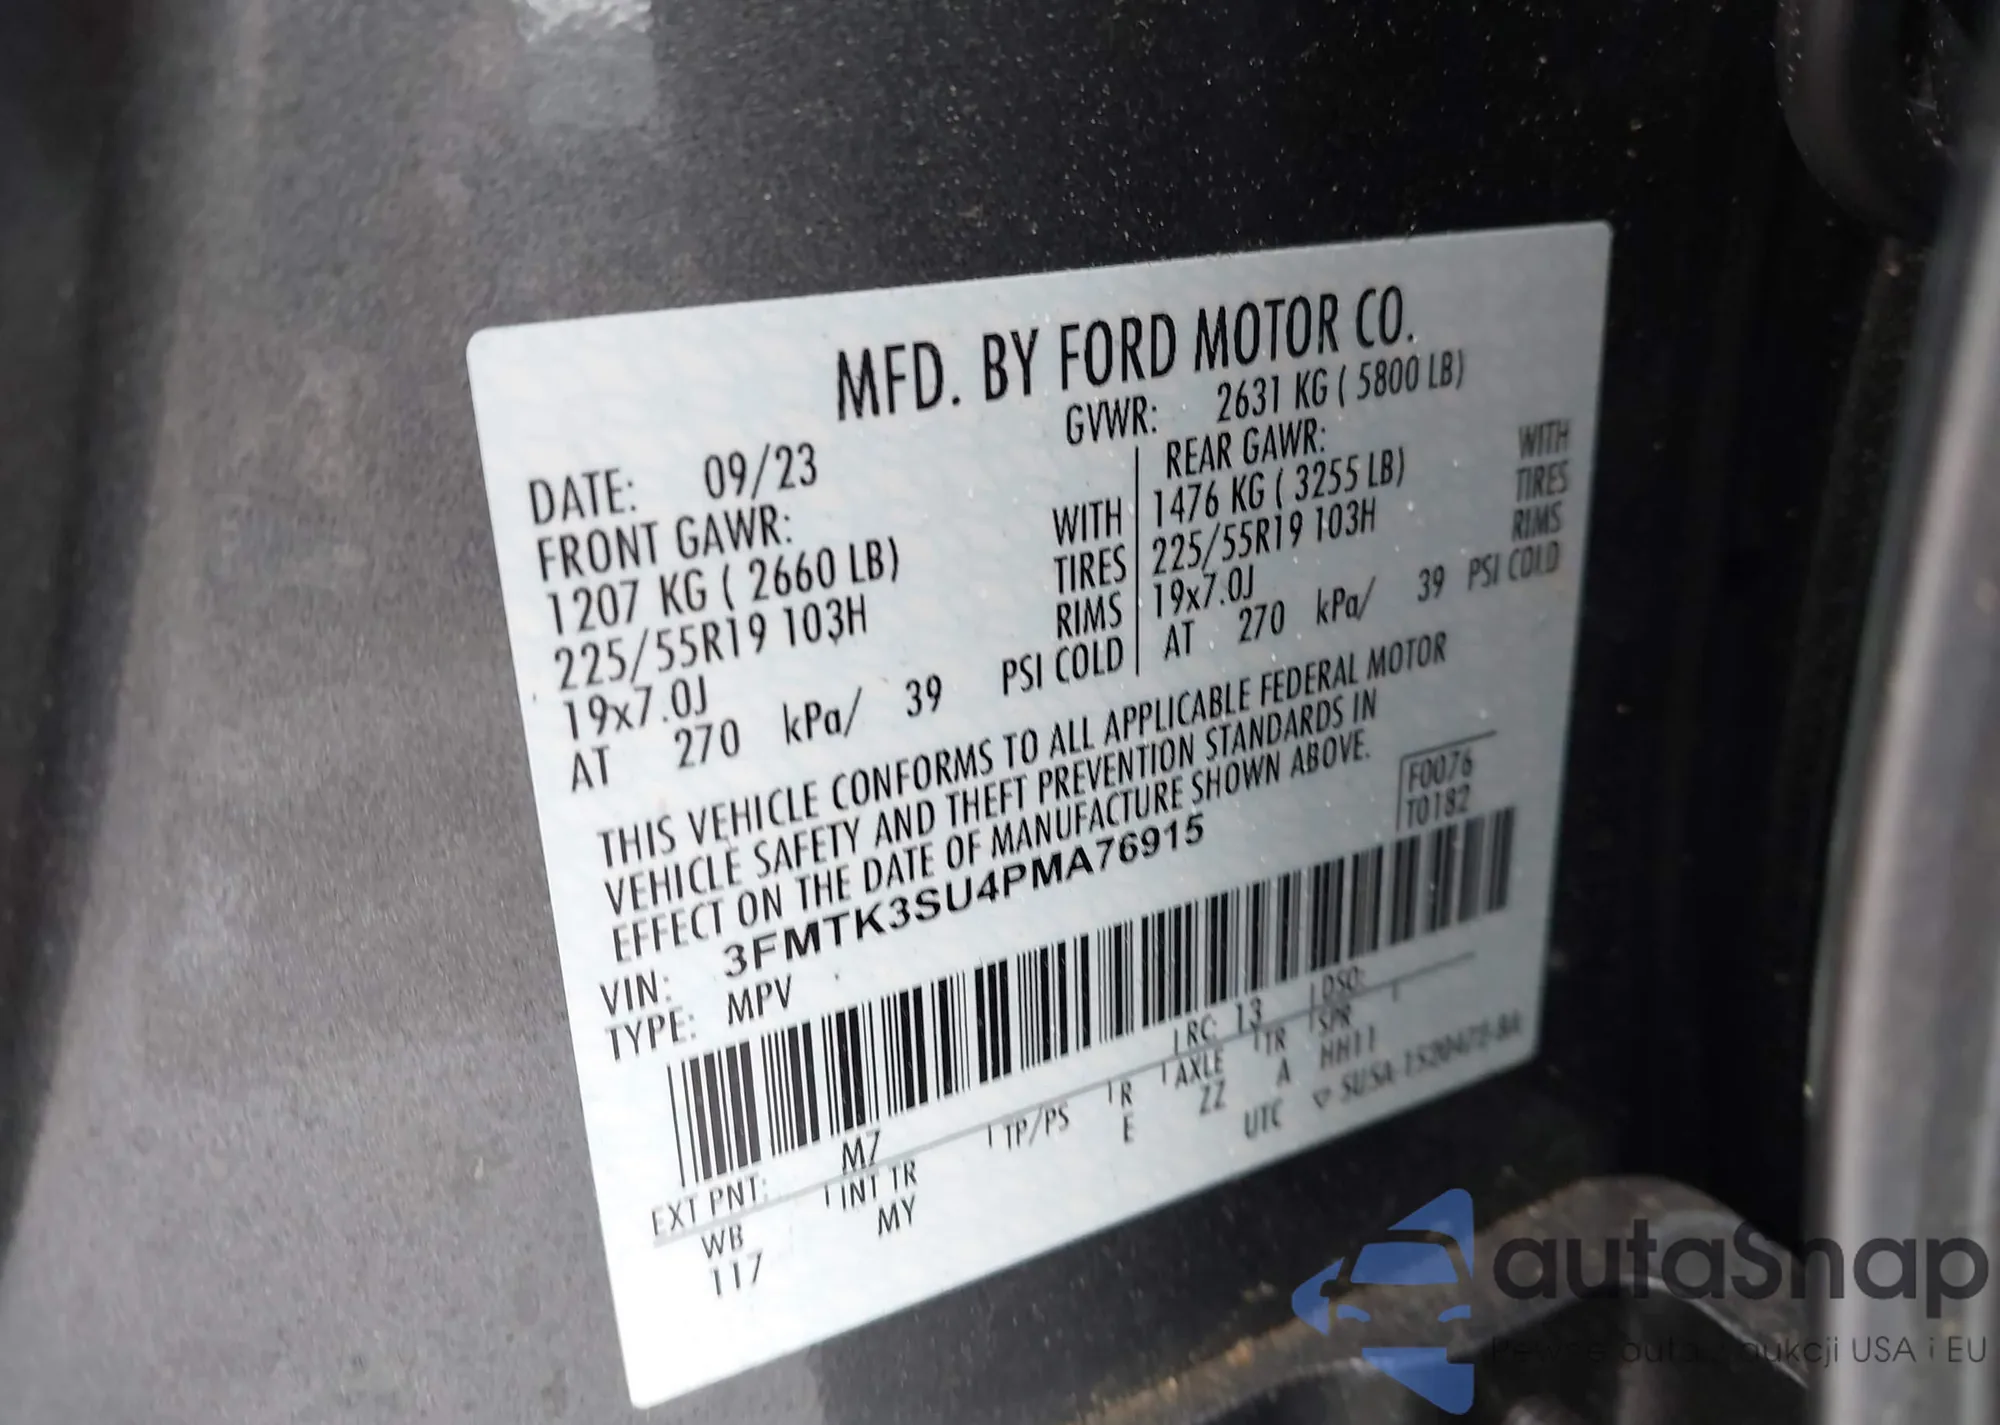 MFD. BY FORD MOTOR CO.
DATE: 09/23 GVWR: 2631 KG ( 5800 LB)
FRONT GAWR: REAR GAWR:
1207 KG ( 2660 LB) WITH 1476 KG ( 3255 LB) WITH
225/55R19 103H TIRES 225/55R19 103H TIRES
19x7.0J RIMS 19x7.0J RIMS
AT 270 kPa/ 39 PSI COLD AT 270 kPa/ 39 PSI COLD
THIS VEHICLE CONFORMS TO ALL APPLICABLE FEDERAL MOTOR
VEHICLE SAFETY AND THEFT PREVENTION STANDARDS IN
EFFECT ON THE DATE OF MANUFACTURE SHOWN ABOVE.
F0076
T0182
VIN: 3FMTK3SU4PMA76915
TYPE: MPV
EXT PNT: M7 RC: 13 DSO:
WB INT TR TP/PS R AXLE TR SPR
117 MY E ZZ A HH11
UTC
autaSnap
Pewne auta aukcji USA i EU